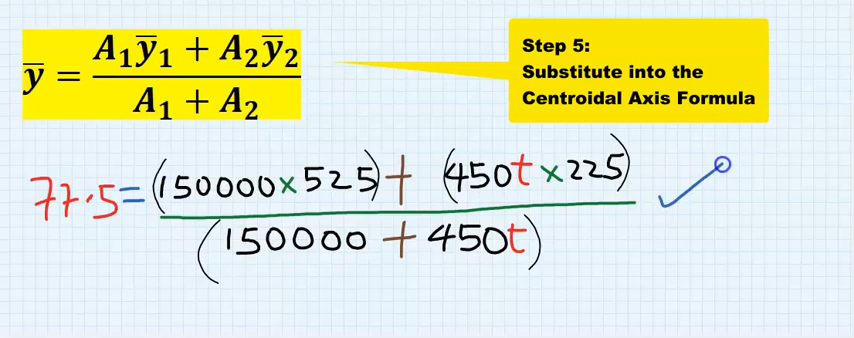 ȳ = (A₁ȳ₁ + A₂ȳ₂) / (A₁ + A₂)
Step 5:
Substitute into the
Centroidal Axis Formula
77.5 = ((150000 × 525) + (450t × 225)) / (150000 + 450t)